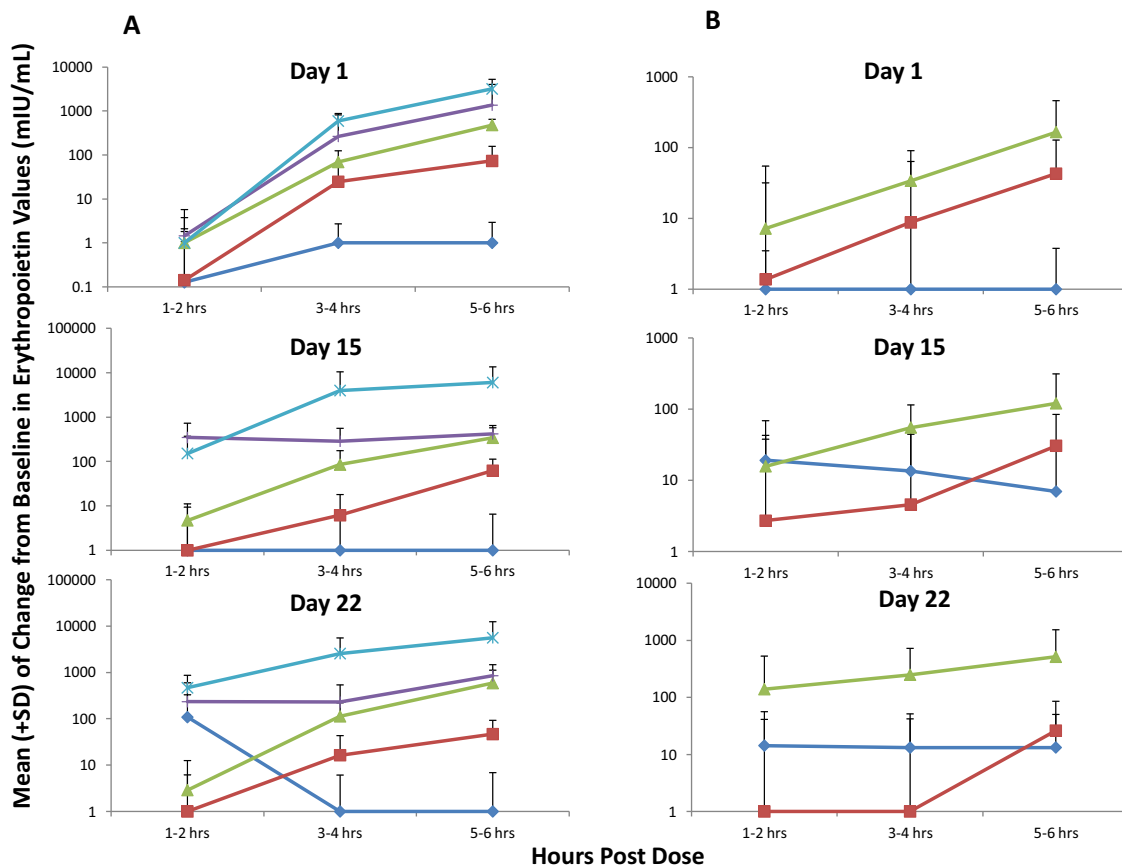 A
B
Mean (+SD) of Change from Baseline in Erythropoietin Values (mIU/mL)
Day 1
10000
1000
100
10
1
0.1
1-2 hrs
3-4 hrs
5-6 hrs
Day 1
1000
100
10
1
1-2 hrs
3-4 hrs
5-6 hrs
Day 15
100000
10000
1000
100
10
1
1-2 hrs
3-4 hrs
5-6 hrs
Day 15
1000
100
10
1
1-2 hrs
3-4 hrs
5-6 hrs
Day 22
100000
10000
1000
100
10
1
1-2 hrs
3-4 hrs
5-6 hrs
Day 22
10000
1000
100
10
1
1-2 hrs
3-4 hrs
5-6 hrs
Hours Post Dose